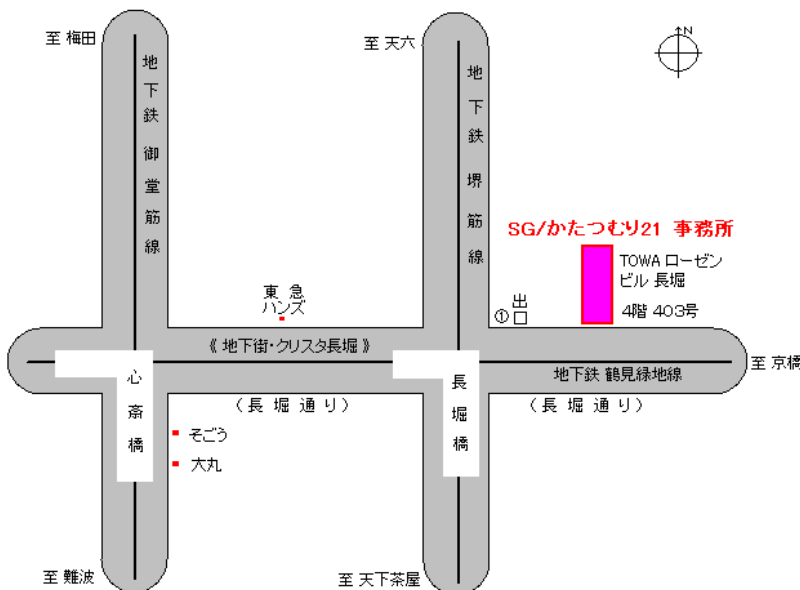 至 梅田
至 天六
N
地下鉄 御堂筋線
地下鉄 堺筋線
SG/かたつむり21 事務所
TOWA ローゼン
ビル 長堀
4階 403号
東 急
ハンズ
①出口
《 地下街・クリスタ長堀 》
地下鉄 鶴見緑地線
至 京橋
心斎橋
長堀橋
(長 堀 通 り)
(長 堀 通 り)
そごう
大丸
至 難波
至 天下茶屋